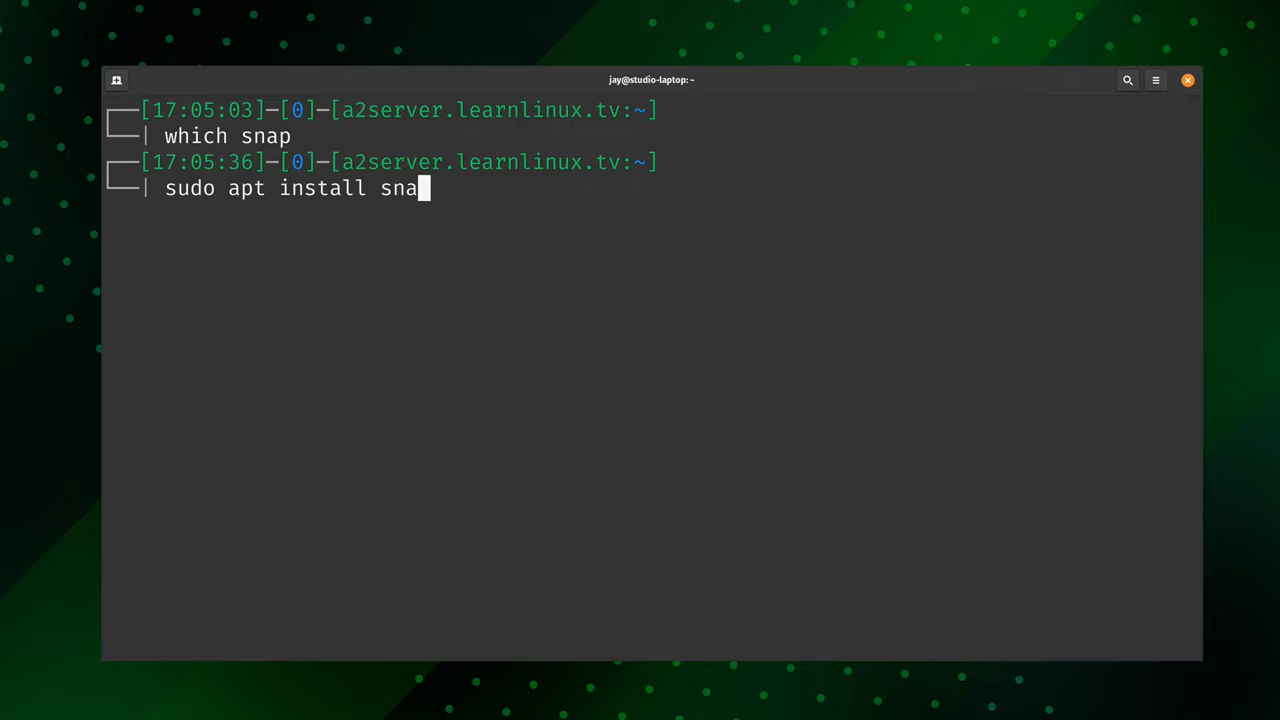 jay@studio-laptop: ~
[17:05:03]─[0]─[a2server.learnlinux.tv:~]
| which snap
[17:05:36]─[0]─[a2server.learnlinux.tv:~]
| sudo apt install sna